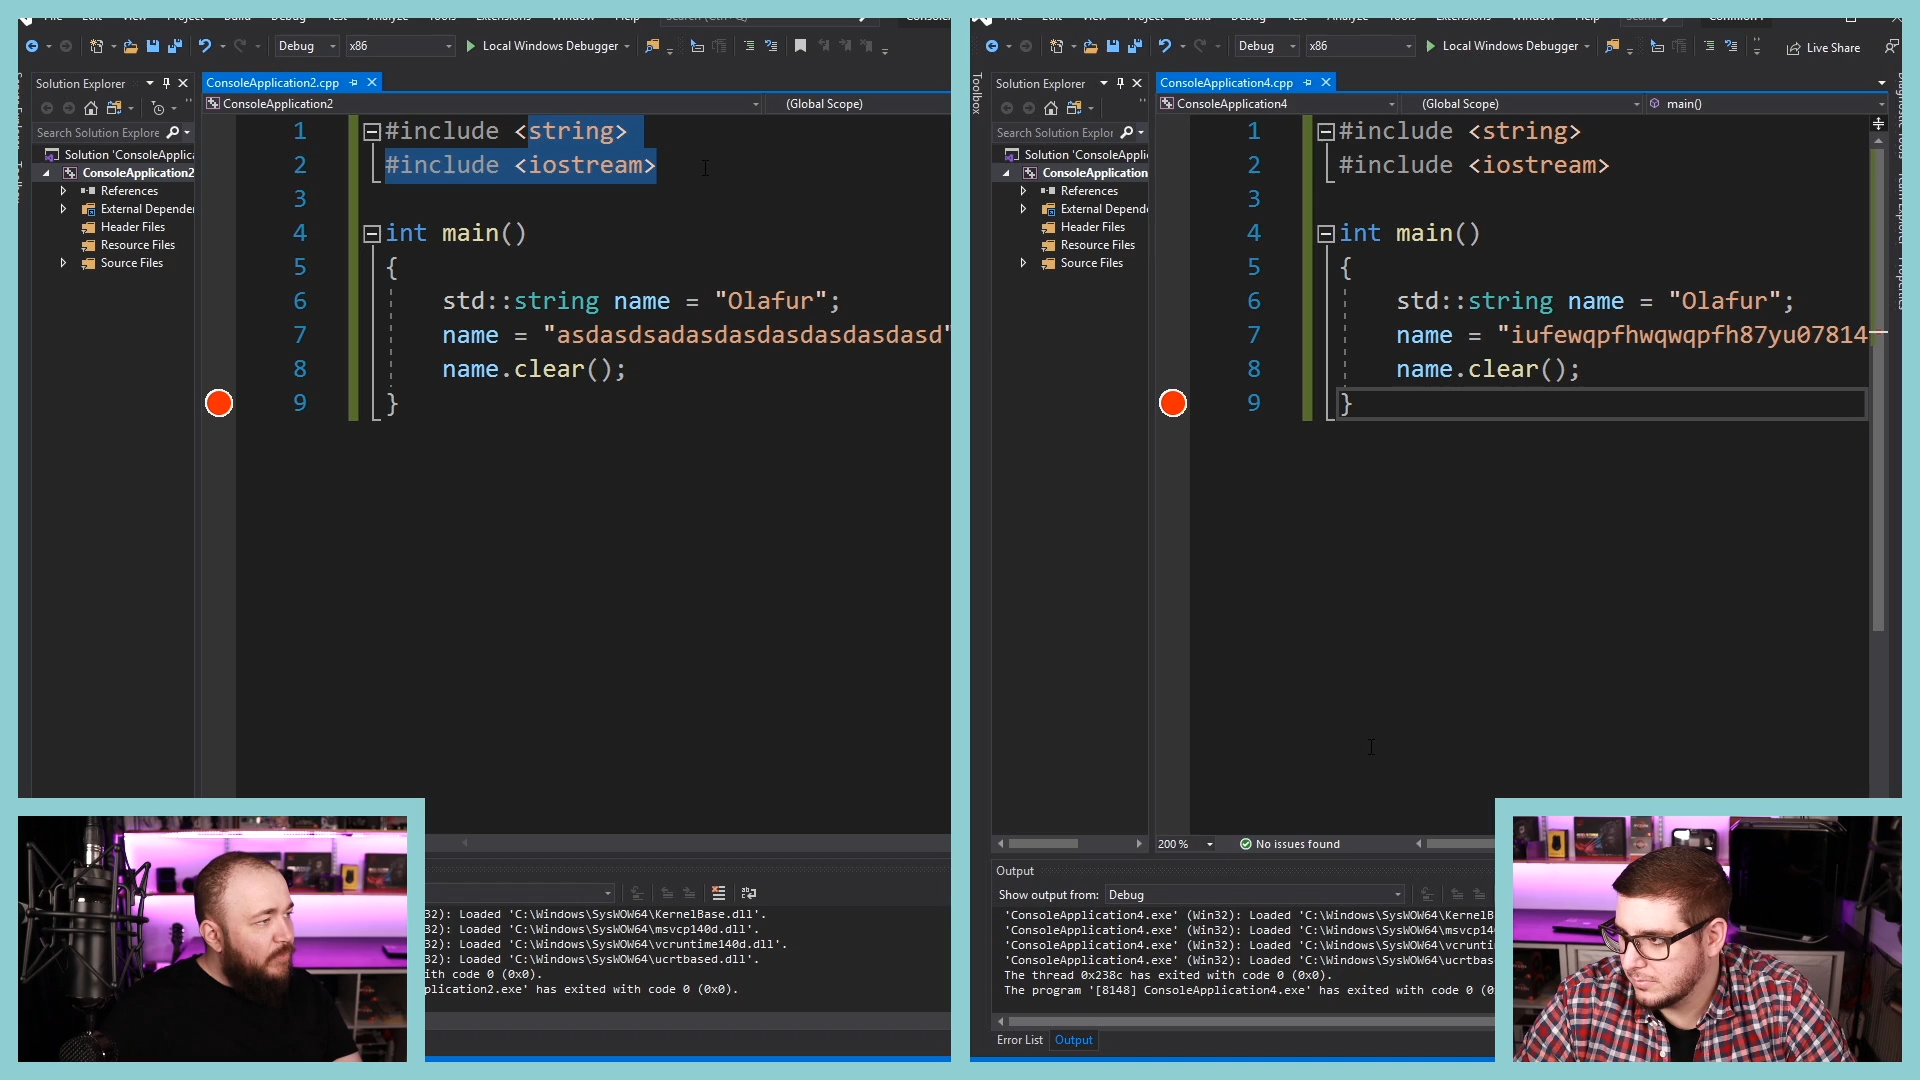 Debug
x86
Local Windows Debugger
Solution Explorer
ConsoleApplication2.cpp
ConsoleApplication2
(Global Scope)
Search Solution Explore
Solution 'ConsoleApplica
ConsoleApplication2
References
External Depender
Header Files
Resource Files
Source Files
1 #include <string>
2 #include <iostream>
3
4 int main()
5 {
6 std::string name = "Olafur";
7 name = "asdasdsadasdasdasdasdasdasd"
8 name.clear();
9 }
32): Loaded 'C:\Windows\SysWOW64\KernelBase.dll'.
32): Loaded 'C:\Windows\SysWOW64\msvcp140d.dll'.
32): Loaded 'C:\Windows\SysWOW64\vcruntime140d.dll'.
32): Loaded 'C:\Windows\SysWOW64\ucrtbased.dll'.
ith code 0 (0x0).
plication2.exe' has exited with code 0 (0x0).
Debug
x86
Local Windows Debugger
Live Share
Toolbox
Solution Explorer
ConsoleApplication4.cpp
ConsoleApplication4
(Global Scope)
main()
Search Solution Explor
Solution 'ConsoleAppli
ConsoleApplication
References
External Depende
Header Files
Resource Files
Source Files
1 #include <string>
2 #include <iostream>
3
4 int main()
5 {
6 std::string name = "Olafur";
7 name = "iufewqpfhwqwqpfh87yu07814
8 name.clear();
9 }
200 %
No issues found
Output
Show output from: Debug
'ConsoleApplication4.exe' (Win32): Loaded 'C:\Windows\SysWOW64\KernelB
'ConsoleApplication4.exe' (Win32): Loaded 'C:\Windows\SysWOW64\msvcp140
'ConsoleApplication4.exe' (Win32): Loaded 'C:\Windows\SysWOW64\vcruntim
'ConsoleApplication4.exe' (Win32): Loaded 'C:\Windows\SysWOW64\ucrtbas
The thread 0x238c has exited with code 0 (0x0).
The program '[8148] ConsoleApplication4.exe' has exited with code 0 (0
Error List
Output